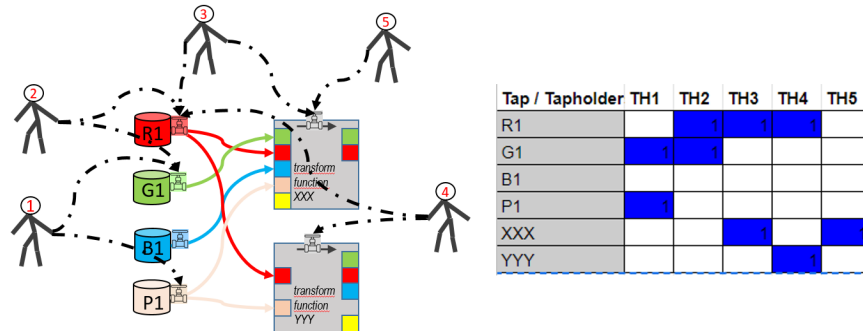 3
5
2
R1
G1
1
B1
P1
4
transform
function
XXX
transform
function
YYY
Tap / Tapholder TH1 TH2 TH3 TH4 TH5
R1 1 1 1
G1 1 1
B1
P1 1
XXX 1 1
YYY 1